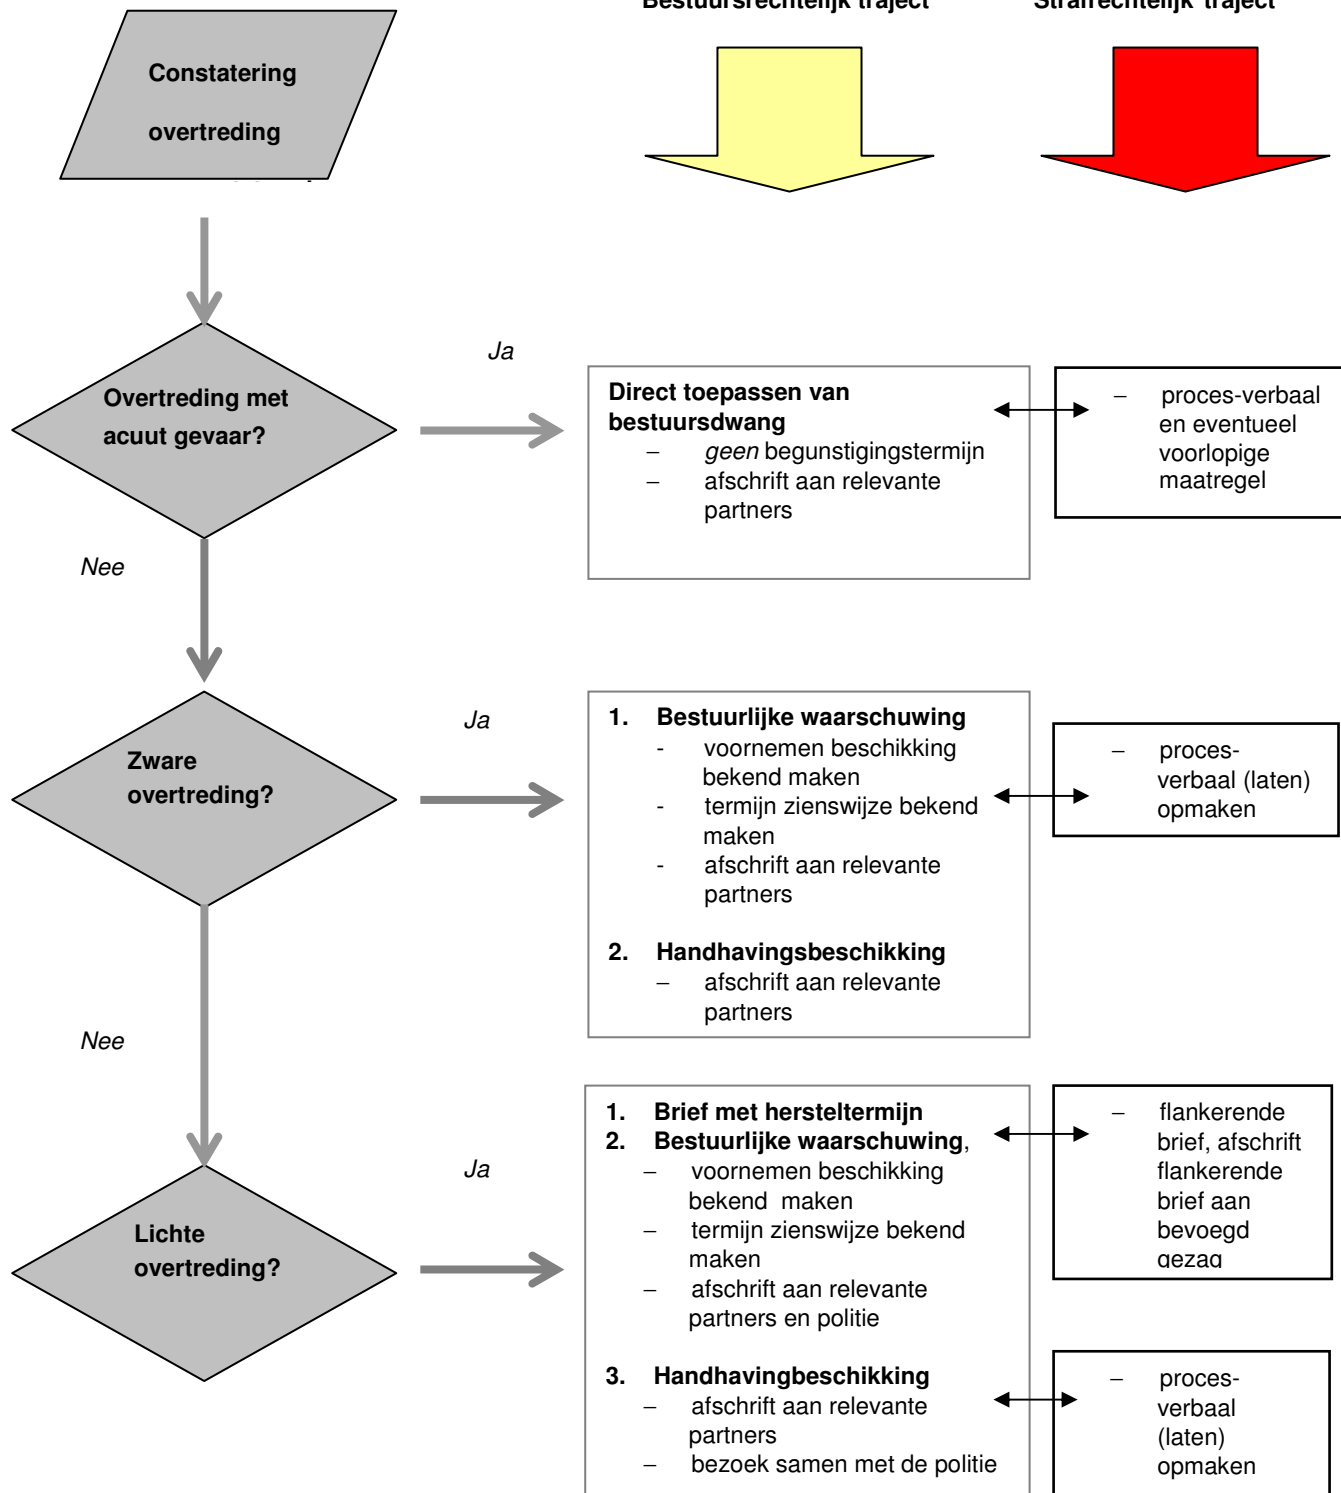 Bestuursrechtelijk traject
Strafrechtelijk traject
Constatering
overtreding
Overtreding met
acuut gevaar?
Ja
Direct toepassen van
bestuursdwang
– geen begunstigingstermijn
– afschrift aan relevante
partners
– proces-verbaal
en eventueel
voorlopige
maatregel
Nee
Zware
overtreding?
Ja
1. Bestuurlijke waarschuwing
- voornemen beschikking
bekend maken
- termijn zienswijze bekend
maken
- afschrift aan relevante
partners
2. Handhavingsbeschikking
– afschrift aan relevante
partners
– proces-
verbaal (laten)
opmaken
Nee
Lichte
overtreding?
Ja
1. Brief met hersteltermijn
2. Bestuurlijke waarschuwing,
– voornemen beschikking
bekend maken
– termijn zienswijze bekend
maken
– afschrift aan relevante
partners en politie
3. Handhavingbeschikking
– afschrift aan relevante
partners
– bezoek samen met de politie
– flankerende
brief, afschrift
flankerende
brief aan
bevoegd
gezag
– proces-
verbaal
(laten)
opmaken